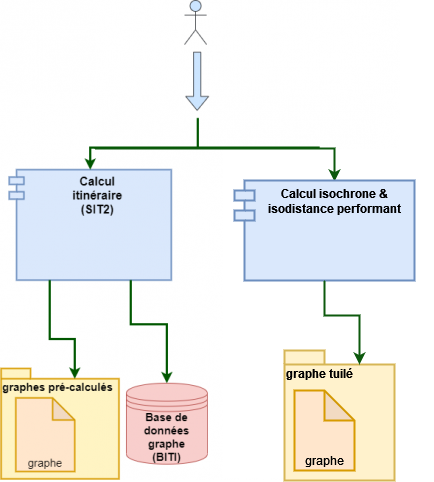 Calcul
itinéraire
(SIT2)
Calcul isochrone &
isodistance performant
graphes pré-calculés
graphe
Base de
données
graphe
(BITI)
graphe tuilé
graphe